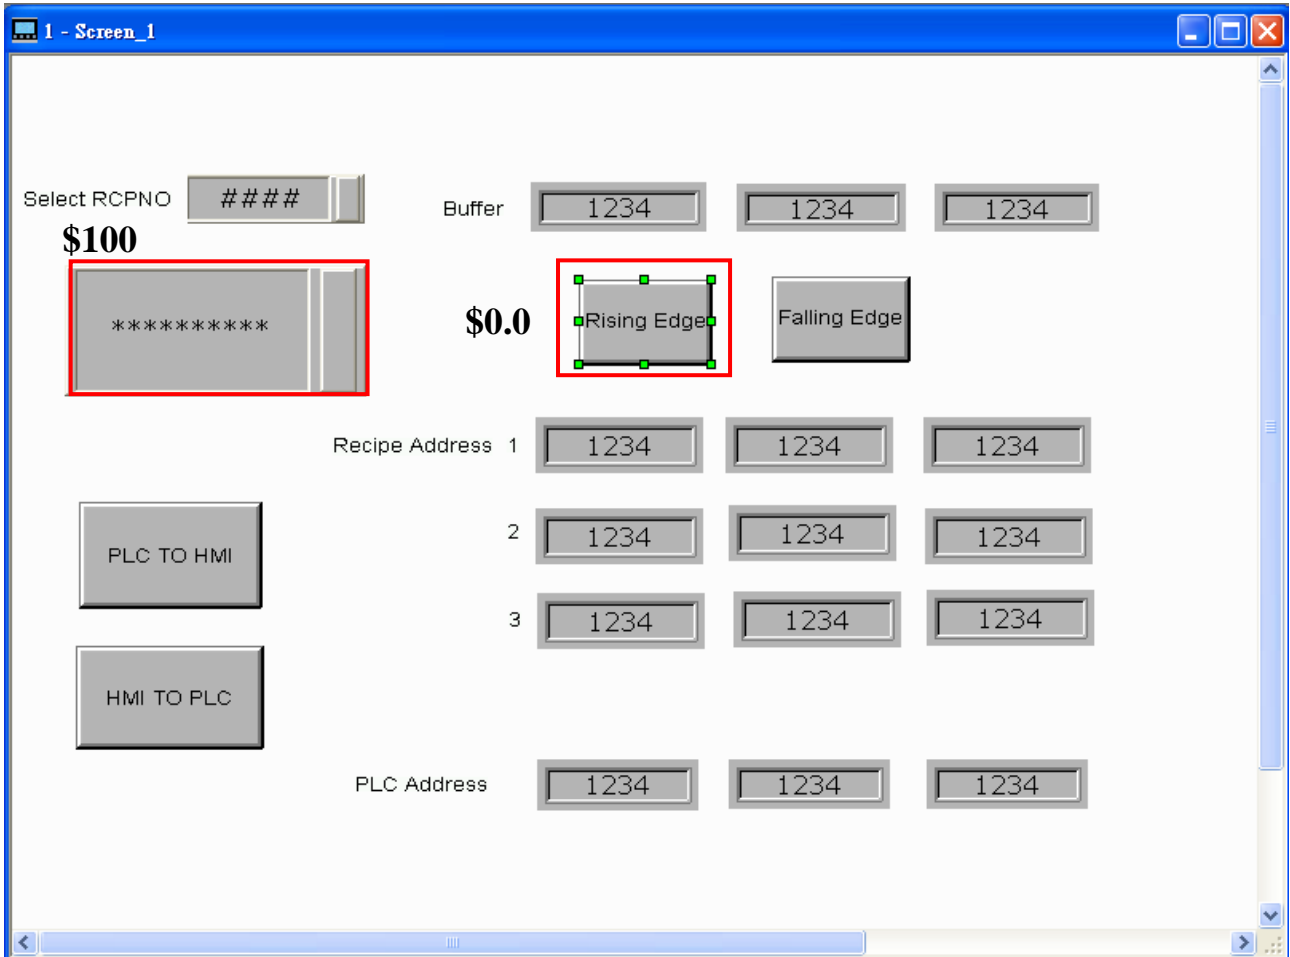 1 - Screen_1
Select RCPNO #### Buffer 1234 1234 1234
$100
********** $0.0 Rising Edge Falling Edge
Recipe Address 1 1234 1234 1234
PLC TO HMI
2 1234 1234 1234
3 1234 1234 1234
HMI TO PLC
PLC Address 1234 1234 1234